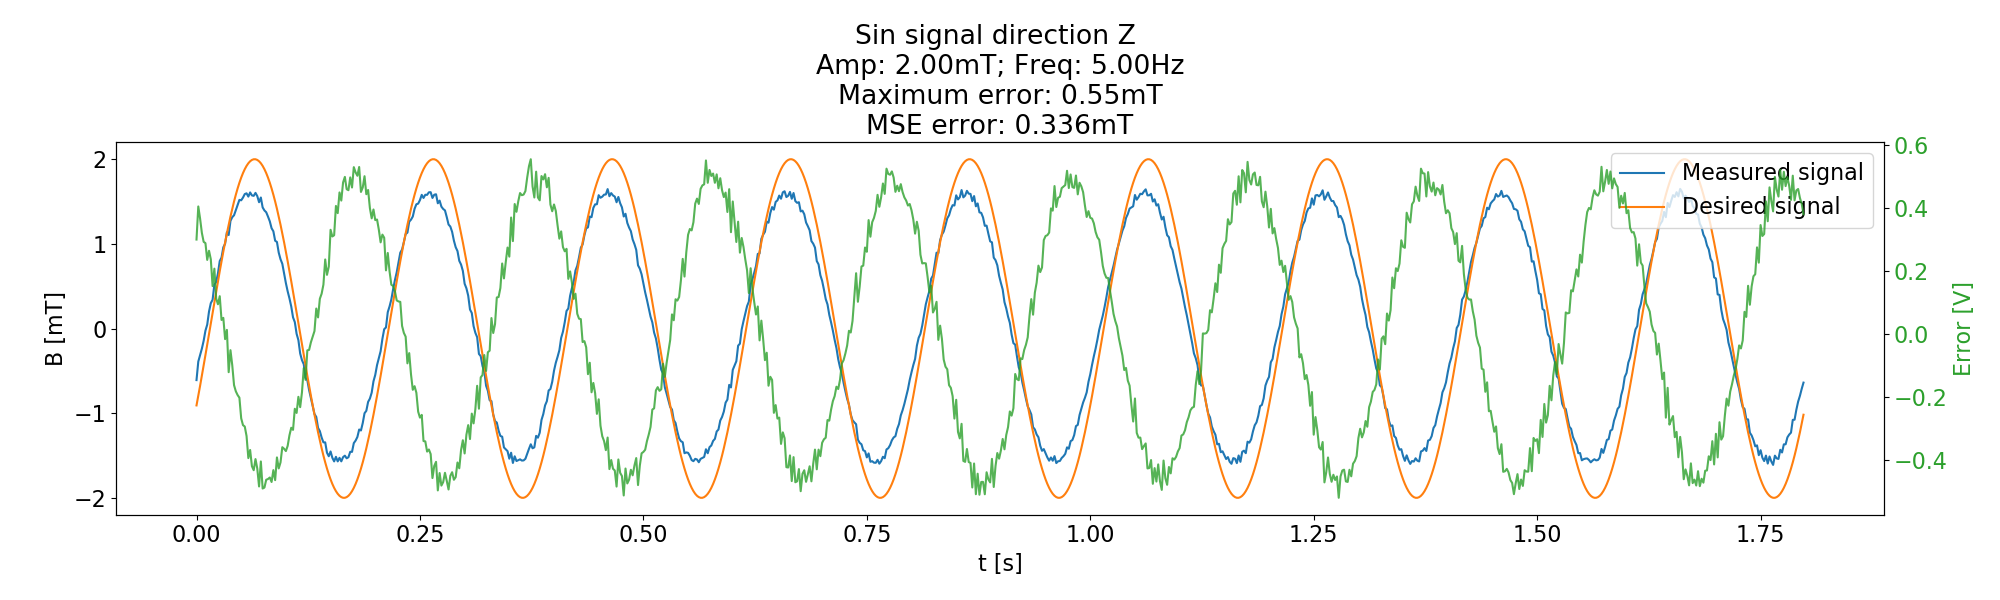 Sin signal direction Z
Amp: 2.00mT; Freq: 5.00Hz
Maximum error: 0.55mT
MSE error: 0.336mT
Measured signal
Desired signal
B [mT]
2
1
0
−1
−2
0.6
0.4
0.2
0.0
−0.2
−0.4
Error [V]
0.00
0.25
0.50
0.75
1.00
1.25
1.50
1.75
t [s]